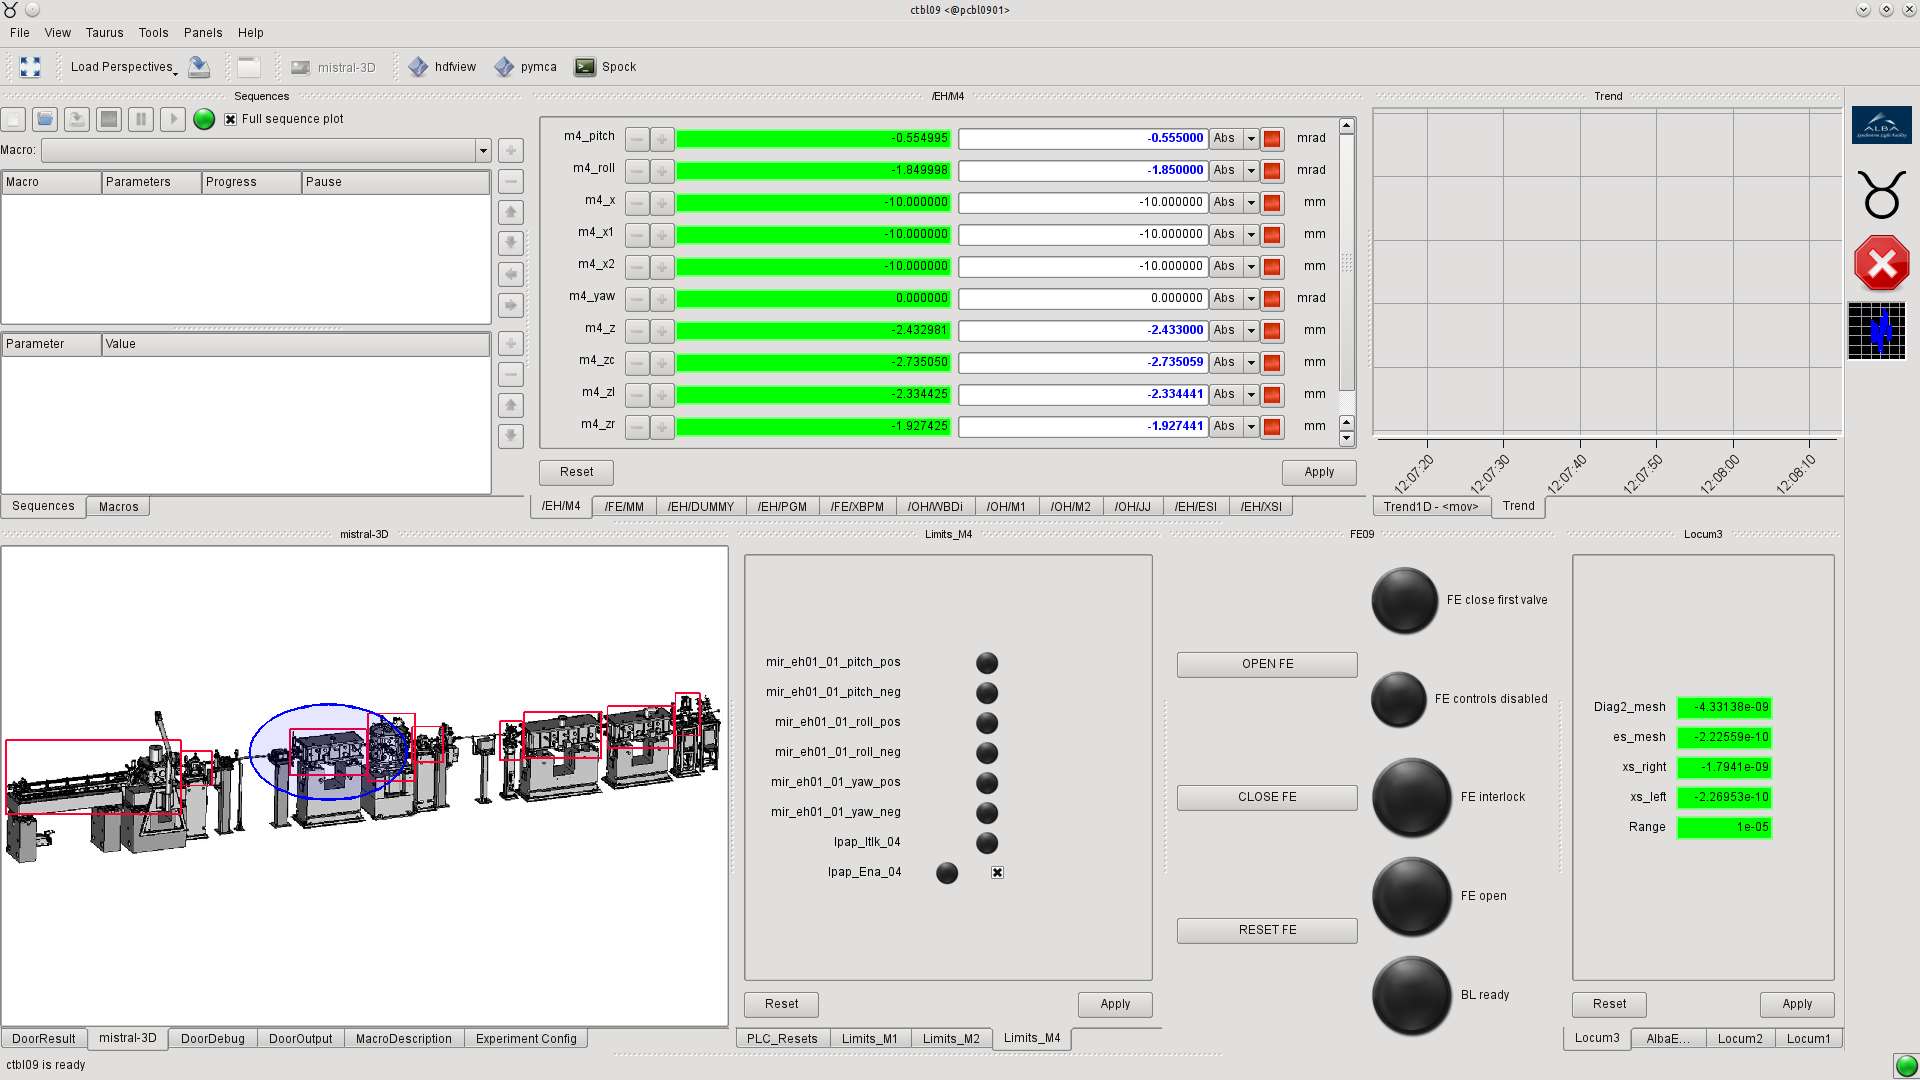 ctbl09 <@pcbl0901>
File View Taurus Tools Panels Help
Load Perspectives mistral-3D hdfview pymca Spock
Sequences
Full sequence plot
Macro:
Macro Parameters Progress Pause
Parameter Value
Sequences Macros
/EH/M4
m4_pitch -0.554995 -0.555000 Abs mrad
m4_roll -1.849998 -1.850000 Abs mrad
m4_x -10.000000 -10.000000 Abs mm
m4_x1 -10.000000 -10.000000 Abs mm
m4_x2 -10.000000 -10.000000 Abs mm
m4_yaw 0.000000 0.000000 Abs mrad
m4_z -2.432981 -2.433000 Abs mm
m4_zc -2.735050 -2.735059 Abs mm
m4_zl -2.334425 -2.334441 Abs mm
m4_zr -1.927425 -1.927441 Abs mm
Reset Apply
/EH/M4 /FE/MM /EH/DUMMY /EH/PGM /FE/XBPM /OH/WBDi /OH/M1 /OH/M2 /OH/JJ /EH/ESI /EH/XSI
Trend
12:07:20 12:07:30 12:07:40 12:07:50 12:08:00 12:08:10
Trend1D - <mov> Trend
ALBA
Synchrotron Light Facility
mistral-3D
DoorResult mistral-3D DoorDebug DoorOutput MacroDescription Experiment Config
Limits_M4
mir_eh01_01_pitch_pos
mir_eh01_01_pitch_neg
mir_eh01_01_roll_pos
mir_eh01_01_roll_neg
mir_eh01_01_yaw_pos
mir_eh01_01_yaw_neg
Ipap_Itlk_04
Ipap_Ena_04
Reset Apply
PLC_Resets Limits_M1 Limits_M2 Limits_M4
FE09
OPEN FE
CLOSE FE
RESET FE
FE close first valve
FE controls disabled
FE interlock
FE open
BL ready
Locum3
Diag2_mesh -4.33138e-09
es_mesh -2.22559e-10
xs_right -1.7941e-09
xs_left -2.26953e-10
Range 1e-05
Reset Apply
Locum3 AlbaE... Locum2 Locum1
ctbl09 is ready